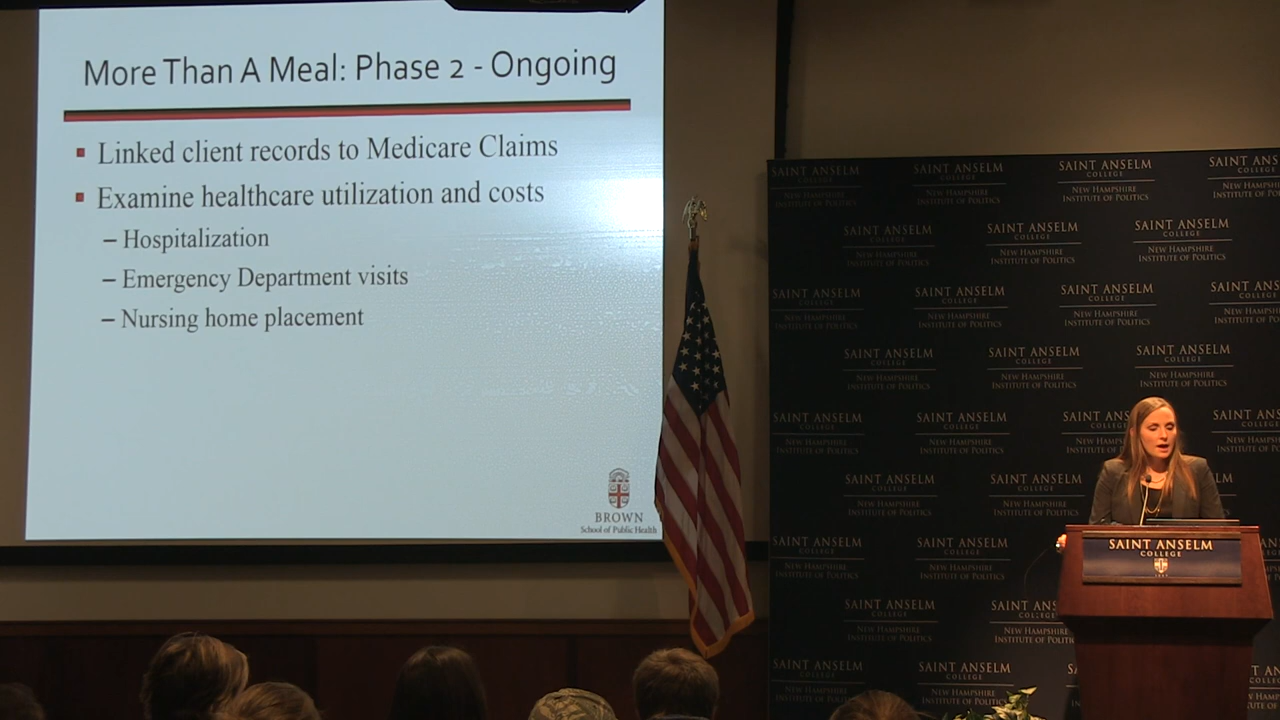 More Than A Meal: Phase 2 - Ongoing
▪ Linked client records to Medicare Claims
▪ Examine healthcare utilization and costs
– Hospitalization
– Emergency Department visits
– Nursing home placement
BROWN
School of Public Health
SAINT ANSELM
COLLEGE
NEW HAMPSHIRE
INSTITUTE OF POLITICS
SAINT ANSELM
COLLEGE